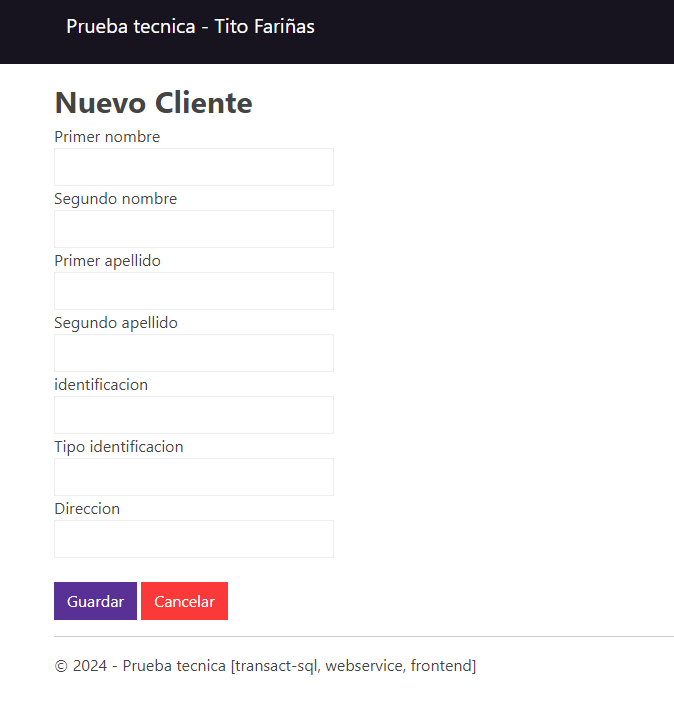 Prueba tecnica - Tito Fariñas
Nuevo Cliente
Primer nombre
Segundo nombre
Primer apellido
Segundo apellido
identificacion
Tipo identificacion
Direccion
Guardar Cancelar
© 2024 - Prueba tecnica [transact-sql, webservice, frontend]